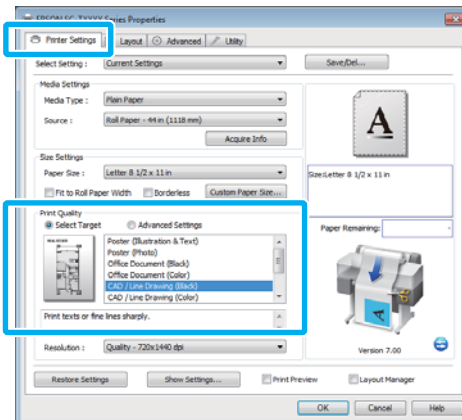 EPSON SC-TXXXX Series Properties
Printer Settings Layout Advanced Utility
Select Setting : Current Settings Save/Del...
Media Settings
Media Type : Plain Paper
Source : Roll Paper - 44 in (1118 mm)
Acquire Info
A
Size Settings
Paper Size : Letter 8 1/2 x 11 in
Size:Letter 8 1/2 x 11 in
Fit to Roll Paper Width Borderless Custom Paper Size...
Print Quality
Select Target Advanced Settings
Paper Remaining:
Poster (Illustration & Text)
Poster (Photo)
Office Document (Black)
Office Document (Color)
CAD / Line Drawing (Black)
CAD / Line Drawing (Color)
Print texts or fine lines sharply.
Resolution : Quality - 720x1440 dpi
Version 7.00
Restore Settings Show Settings... Print Preview Layout Manager
OK Cancel Help